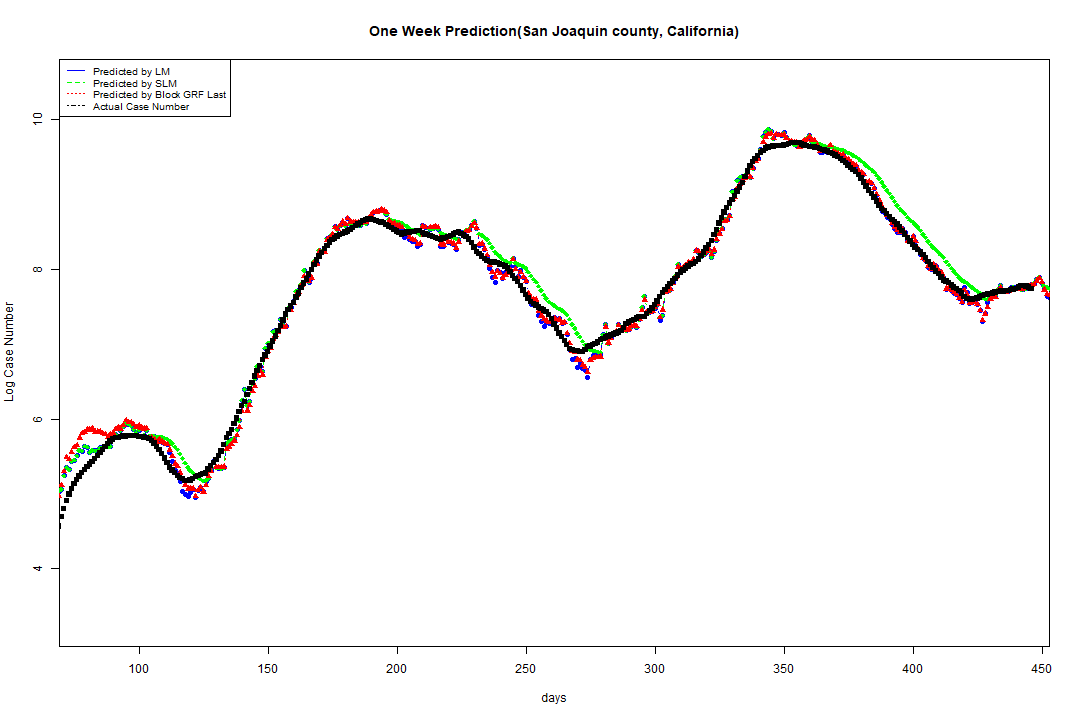 One Week Prediction(San Joaquin county, California)
Predicted by LM
Predicted by SLM
Predicted by Block GRF Last
Actual Case Number
Log Case Number
10
8
6
4
100 150 200 250 300 350 400 450
days